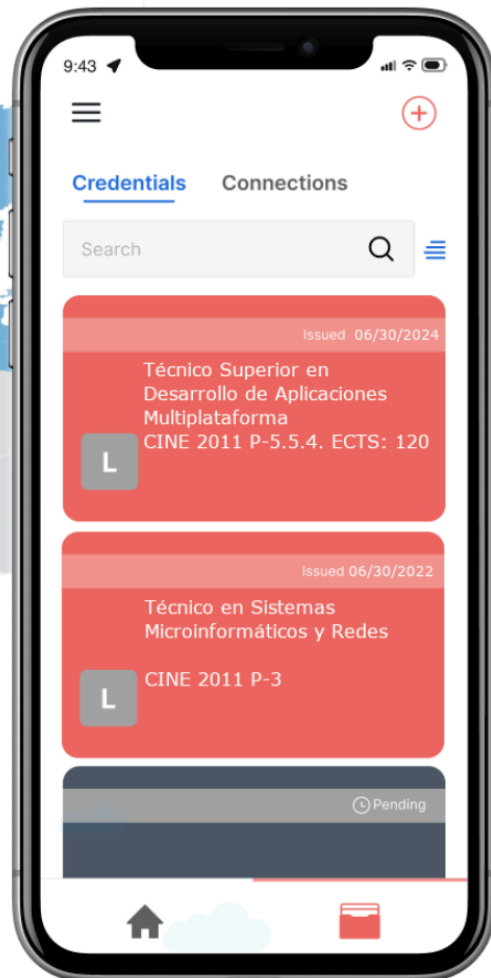 9:43
Credentials Connections
Search
Issued 06/30/2024
Técnico Superior en
Desarrollo de Aplicaciones
Multiplataforma
CINE 2011 P-5.5.4. ECTS: 120
L
Issued 06/30/2022
Técnico en Sistemas
Microinformáticos y Redes
CINE 2011 P-3
L
Pending